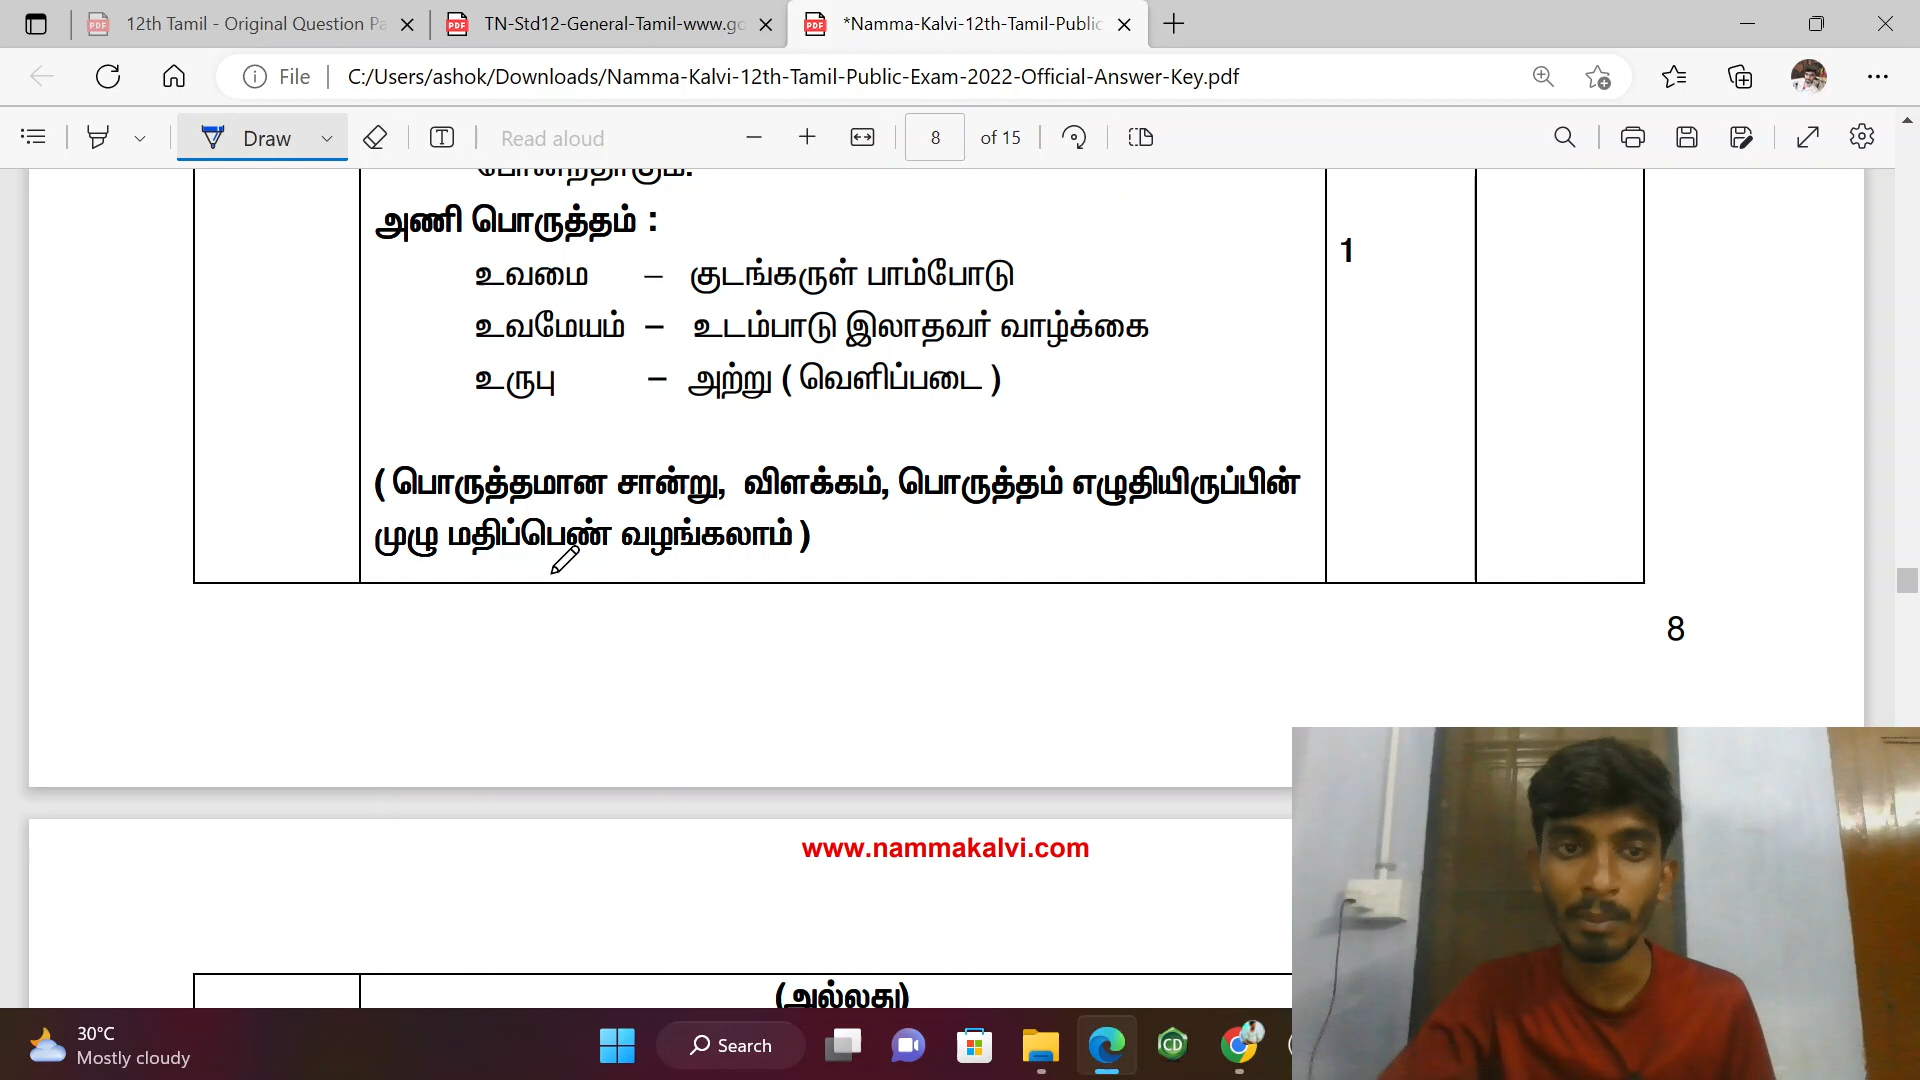 12th Tamil - Original Question Pa
TN-Std12-General-Tamil-www.gc
*Namma-Kalvi-12th-Tamil-Public
File
C:/Users/ashok/Downloads/Namma-Kalvi-12th-Tamil-Public-Exam-2022-Official-Answer-Key.pdf
Draw
Read aloud
8 of 15
அணி பொருத்தம் :
1
உவமை – குடங்கருள் பாம்போடு
உவமேயம் – உடம்பாடு இலாதவர் வாழ்க்கை
உருபு – அற்று ( வெளிப்படை )
( பொருத்தமான சான்று, விளக்கம், பொருத்தம் எழுதியிருப்பின்
முழு மதிப்பெண் வழங்கலாம் )
8
www.nammakalvi.com
(அல்லது)
30°C
Mostly cloudy
Search
CD